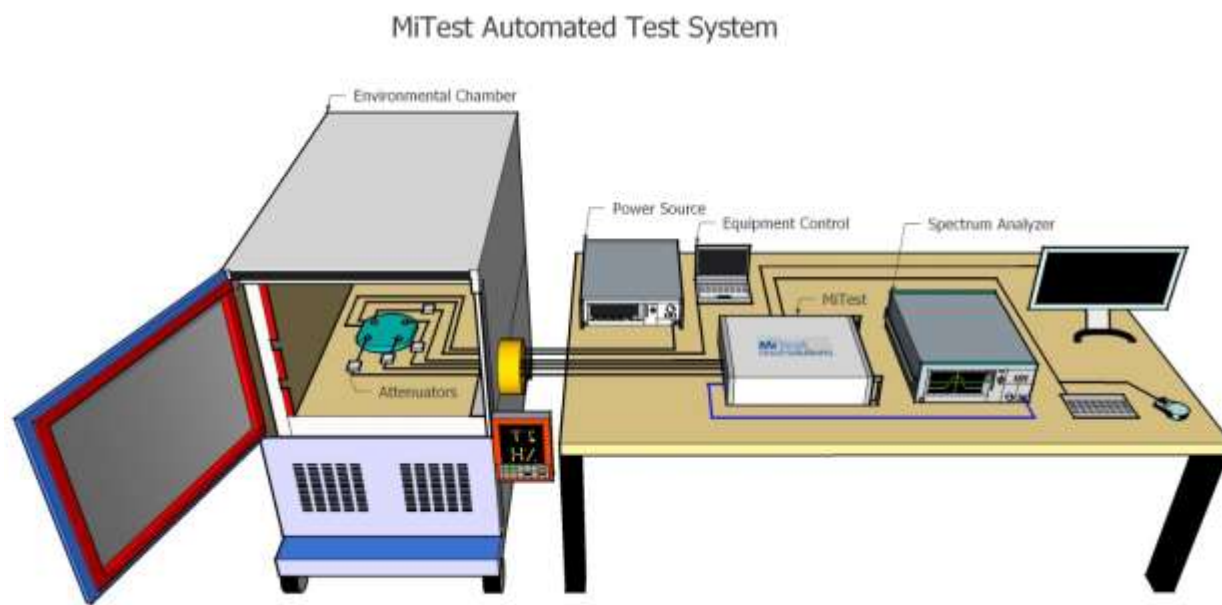 MiTest Automated Test System
Environmental Chamber
Power Source
Equipment Control
Spectrum Analyzer
MiTest
Attenuators